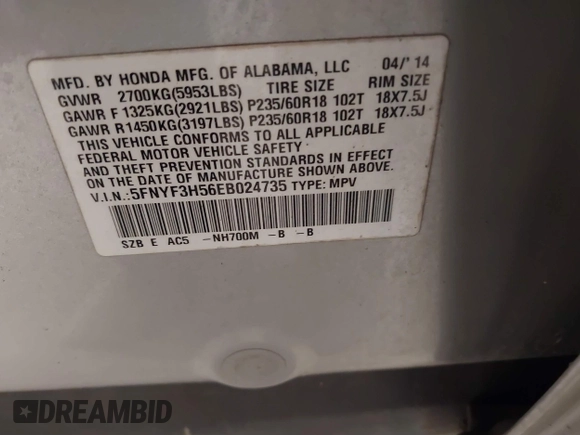 MFD. BY HONDA MFG. OF ALABAMA, LLC 04/'14
GVWR 2700KG(5953LBS) TIRE SIZE RIM SIZE
GAWR F 1325KG(2921LBS) P235/60R18 102T 18X7.5J
GAWR R1450KG(3197LBS) P235/60R18 102T 18X7.5J
THIS VEHICLE CONFORMS TO ALL APPLICABLE
FEDERAL MOTOR VEHICLE SAFETY
AND THEFT PREVENTION STANDARDS IN EFFECT
ON THE DATE OF MANUFACTURE SHOWN ABOVE.
V.I.N.:5FNYF3H56EB024735 TYPE: MPV
SZB E AC5 -NH700M -B -B
DREAMBID